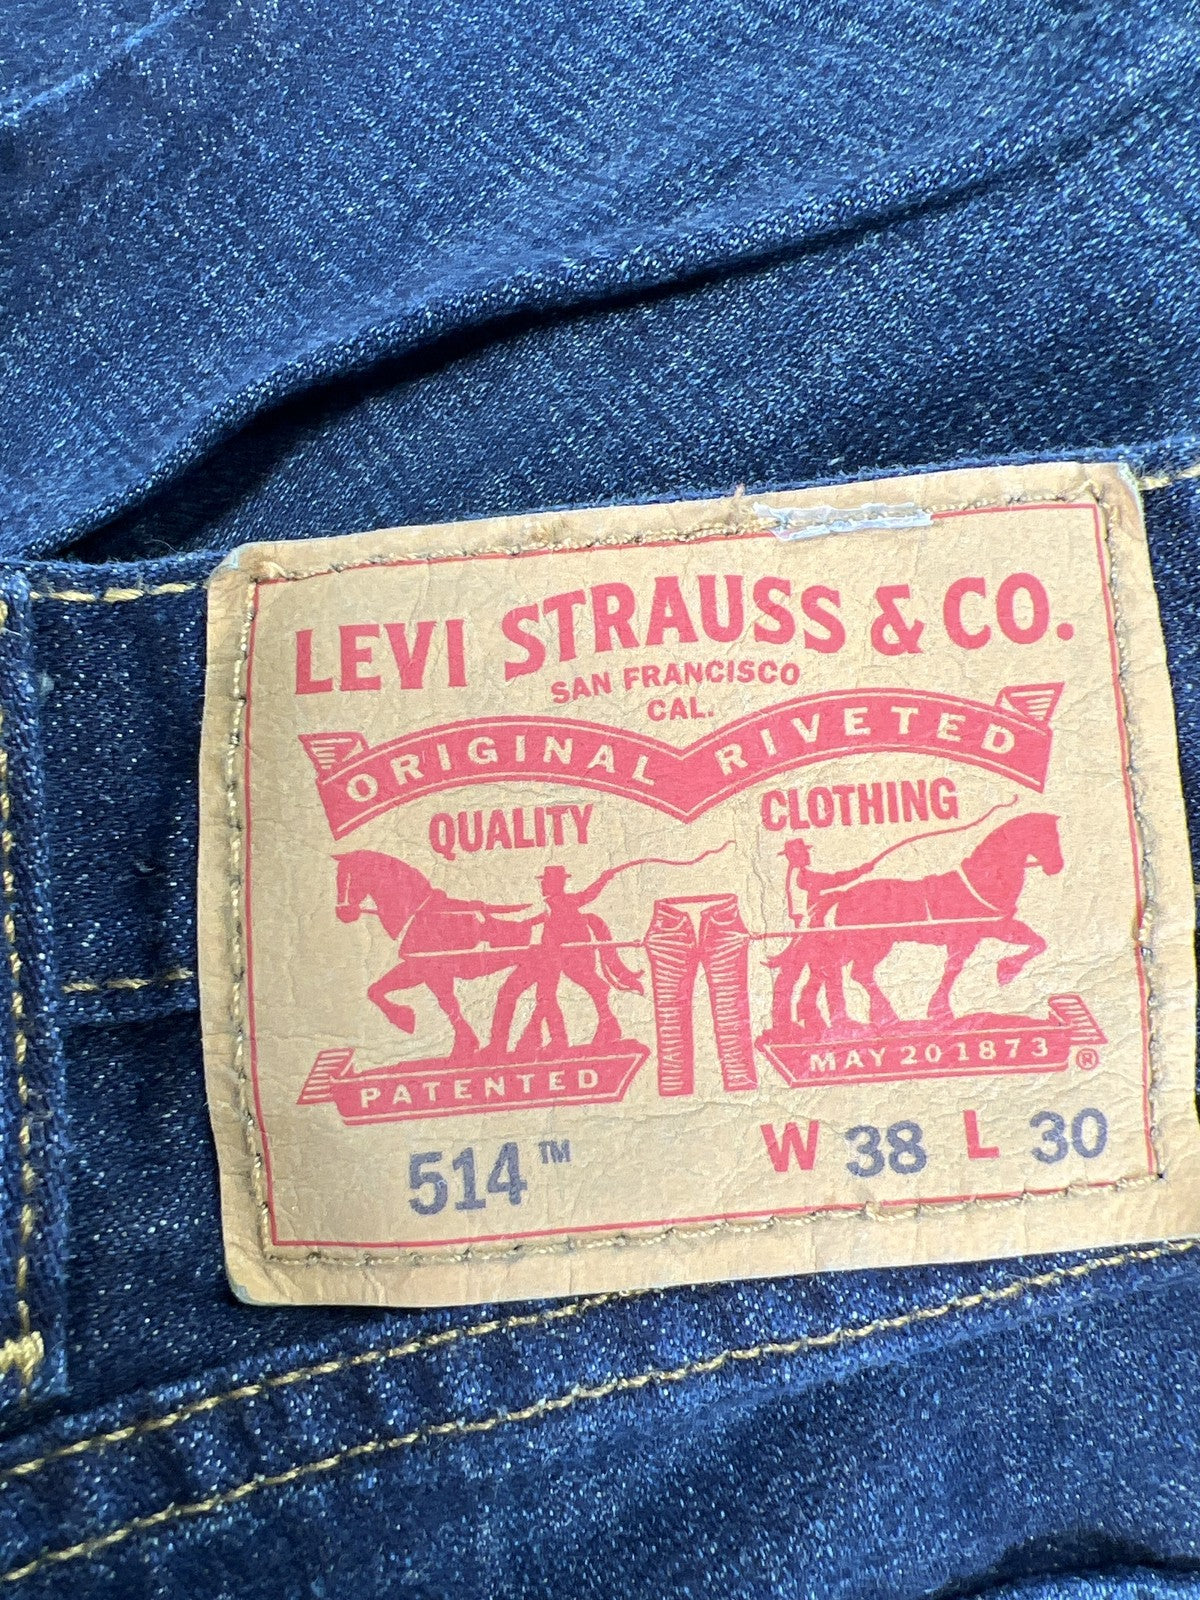 LEVI STRAUSS & CO.
SAN FRANCISCO
CAL.
ORIGINAL RIVETED
QUALITY CLOTHING
PATENTED MAY 20 1873 ®
514™ W 38 L 30